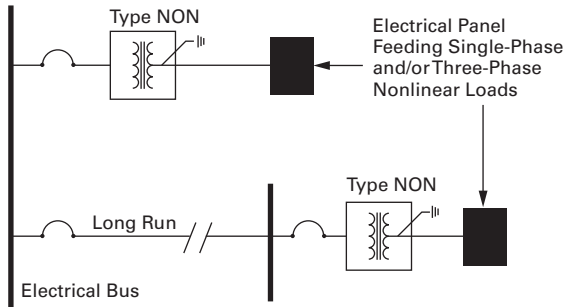 Type NON
Electrical Panel
Feeding Single-Phase
and/or Three-Phase
Nonlinear Loads
Type NON
Long Run
Electrical Bus